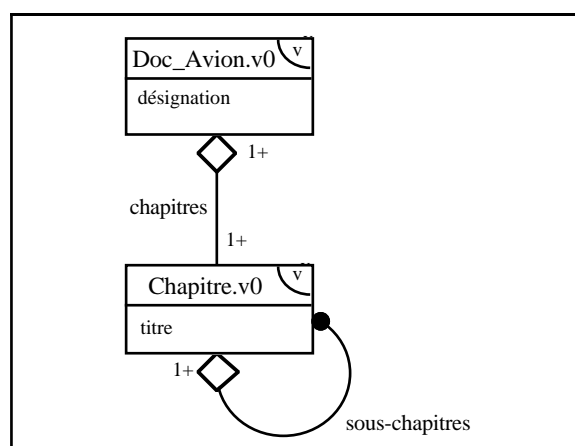 Doc_Avion.v0
v
désignation
1+
chapitres
1+
Chapitre.v0
v
titre
1+
sous-chapitres